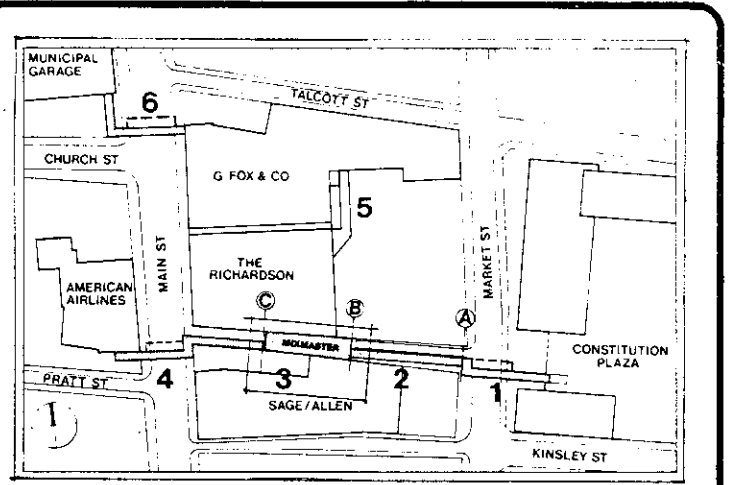 MUNICIPAL
GARAGE
6
TALCOTT ST
CHURCH ST
G FOX & CO
5
MAIN ST
MARKET ST
THE
RICHARDSON
AMERICAN
AIRLINES
C
B
A
MIXMASTER
CONSTITUTION
PLAZA
PRATT ST
4
3
2
1
SAGE/ALLEN
KINSLEY ST